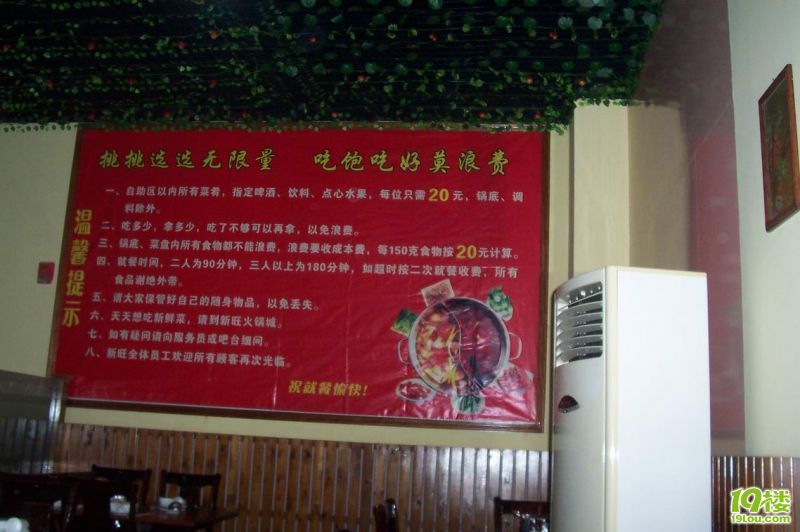 挑挑选选无限量 吃饱吃好莫浪费
温馨提示
一、自助区以内所有菜肴，指定啤酒、饮料、点心水果，每位只需20元，锅底、调
料除外。
二、吃多少，拿多少，吃了不够可以再拿，以免浪费。
三、锅底、菜盘内所有食物都不能浪费，浪费要收成本费，每150克食物按20元计算。
四、就餐时间，二人为90分钟，三人以上为180分钟，如超时按二次就餐收费，所有
食品谢绝外带。
五、请大家保管好自己的随身物品，以免丢失。
六、天天想吃新鲜菜，请到新旺火锅城。
七、如有疑问请向服务员或吧台细问。
八、新旺全体员工欢迎所有顾客再次光临。
祝就餐愉快！
19楼
19lou.com